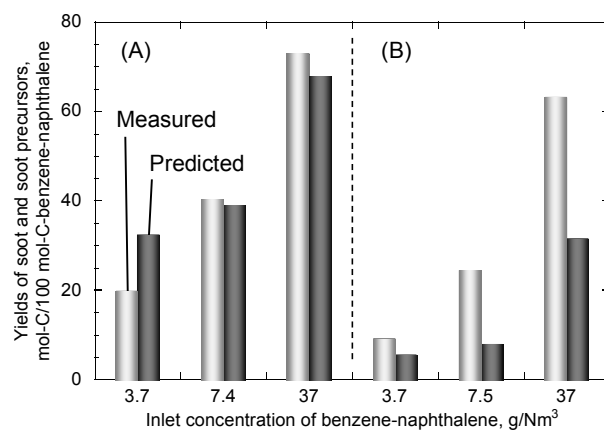 Yields of soot and soot precursors,
mol-C/100 mol-C-benzene-naphthalene
80
60
40
20
0
(A)
(B)
Measured
Predicted
3.7 7.4 37 3.7 7.5 37
Inlet concentration of benzene-naphthalene, g/Nm³